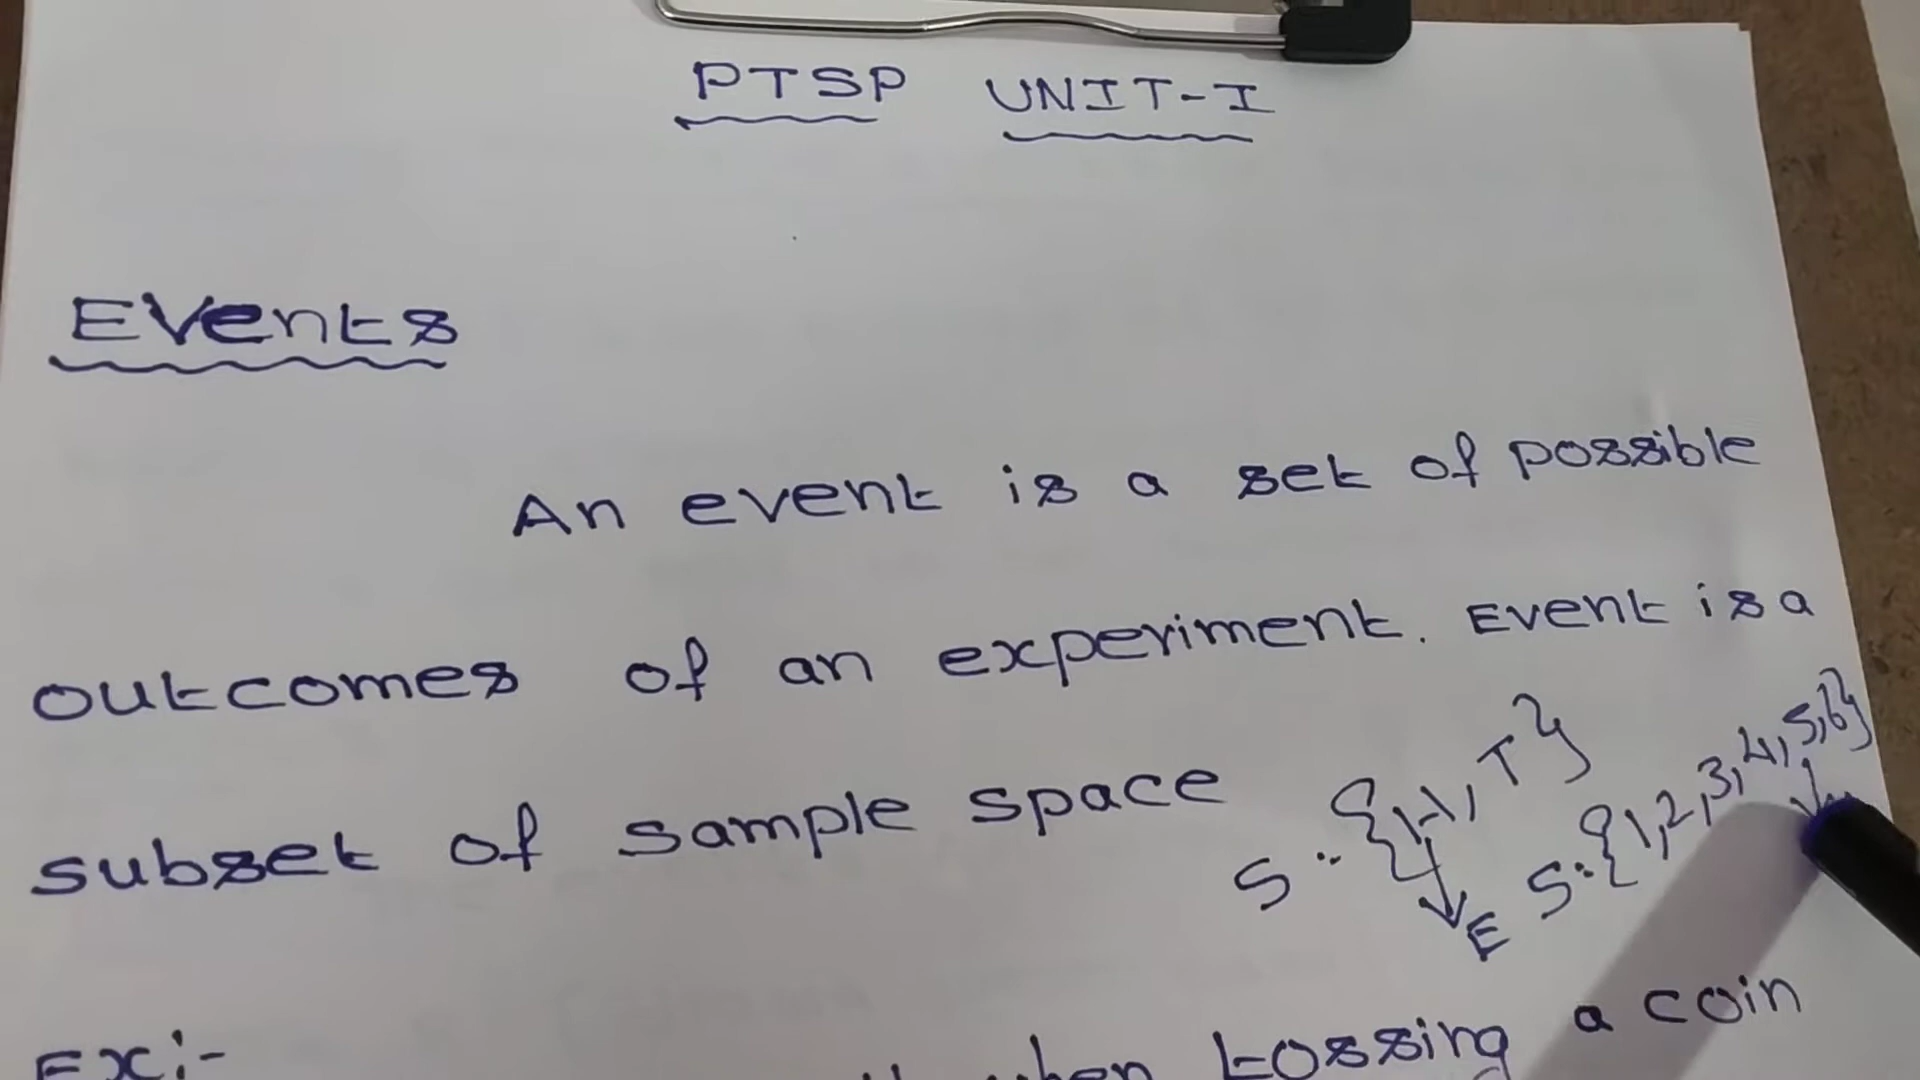 PTSP UNIT-I
Events
An event is a set of possible
outcomes of an experiment. Event is a
subset of sample space
S:{H, T}
E
S:{1,2,3,4,5,6}
Ex:-
when tossing a coin